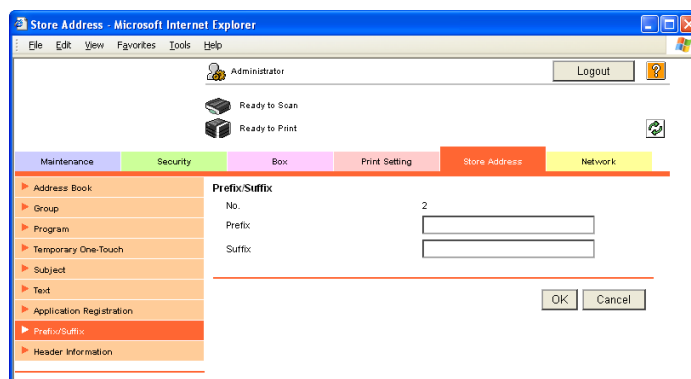 Store Address - Microsoft Internet Explorer
File Edit View Favorites Tools Help
Administrator
Logout
?
Ready to Scan
Ready to Print
Maintenance Security Box Print Setting Store Address Network
Address Book
Group
Program
Temporary One-Touch
Subject
Text
Application Registration
Prefix/Suffix
Header Information
Prefix/Suffix
No. 2
Prefix
Suffix
OK Cancel